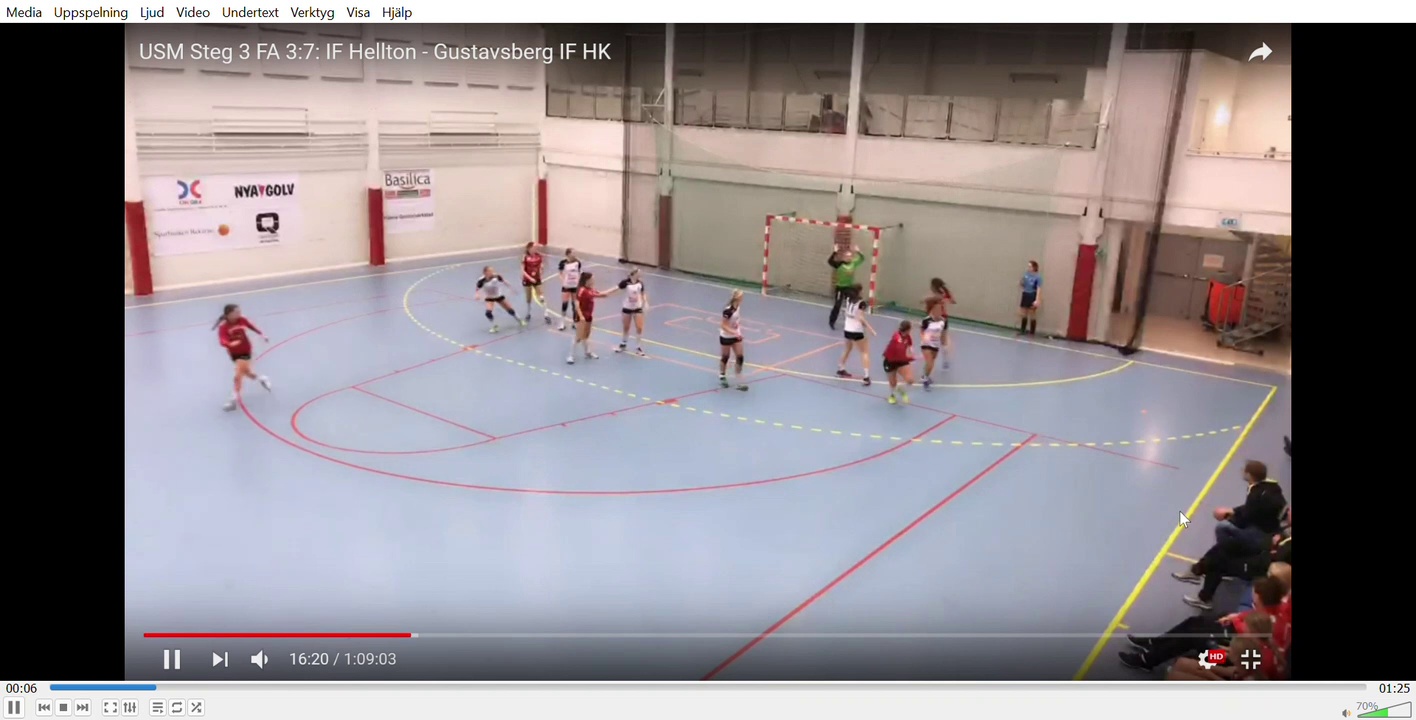 Media Uppspelning Ljud Video Undertext Verktyg Visa Hjälp
USM Steg 3 FA 3:7: IF Hellton - Gustavsberg IF HK
NYA GOLV
Basilica
16:20 / 1:09:03
HD
00:06
01:25
70%